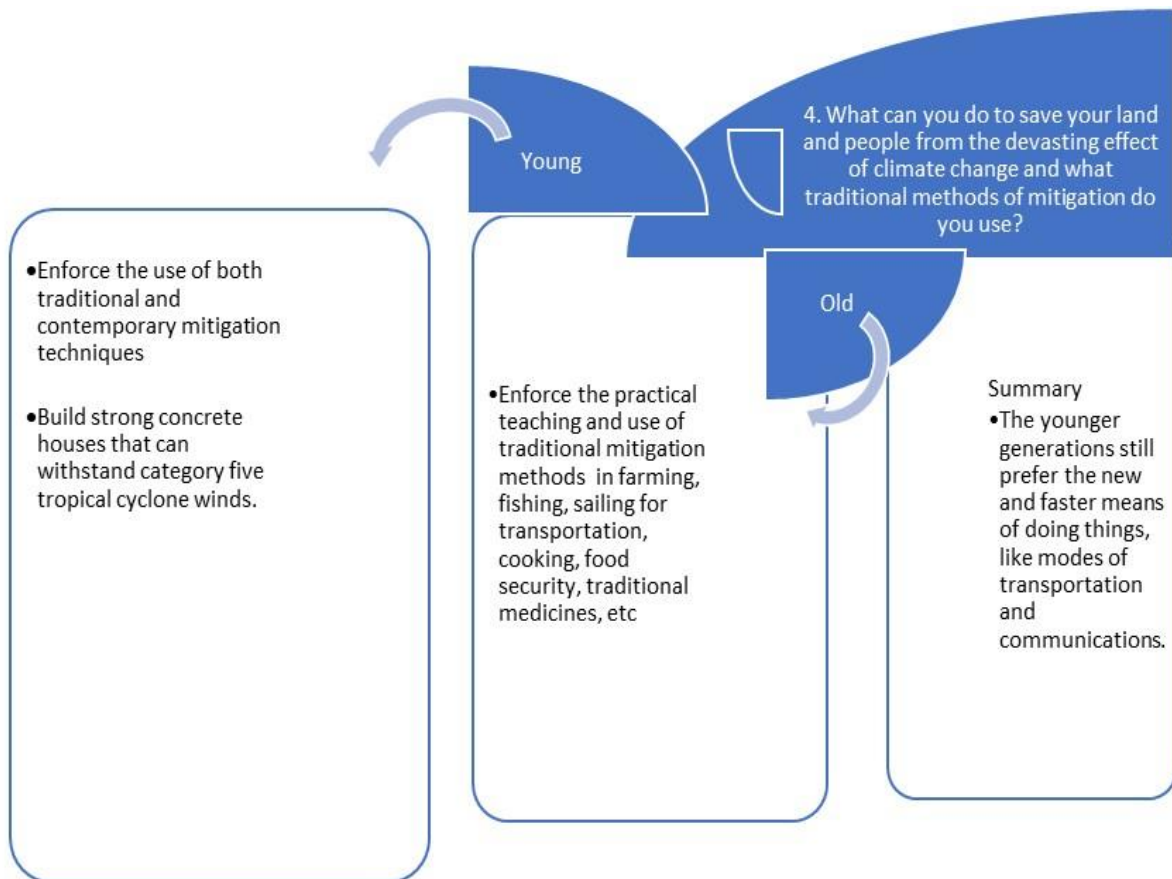 4. What can you do to save your land
and people from the devasting effect
of climate change and what
traditional methods of mitigation do
you use?
Young
•Enforce the use of both
traditional and
contemporary mitigation
techniques
•Build strong concrete
houses that can
withstand category five
tropical cyclone winds.
Old
•Enforce the practical
teaching and use of
traditional mitigation
methods in farming,
fishing, sailing for
transportation,
cooking, food
security, traditional
medicines, etc
Summary
•The younger
generations still
prefer the new
and faster means
of doing things,
like modes of
transportation
and
communications.